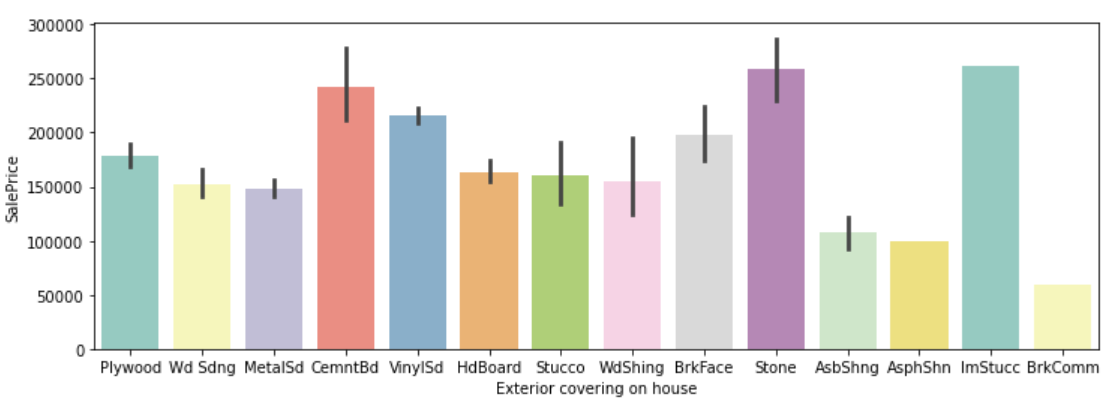 300000
250000
200000
150000
100000
50000
0
SalePrice
Plywood Wd Sdng MetalSd CemntBd VinylSd HdBoard Stucco WdShing BrkFace Stone AsbShng AsphShn ImStucc BrkComm
Exterior covering on house